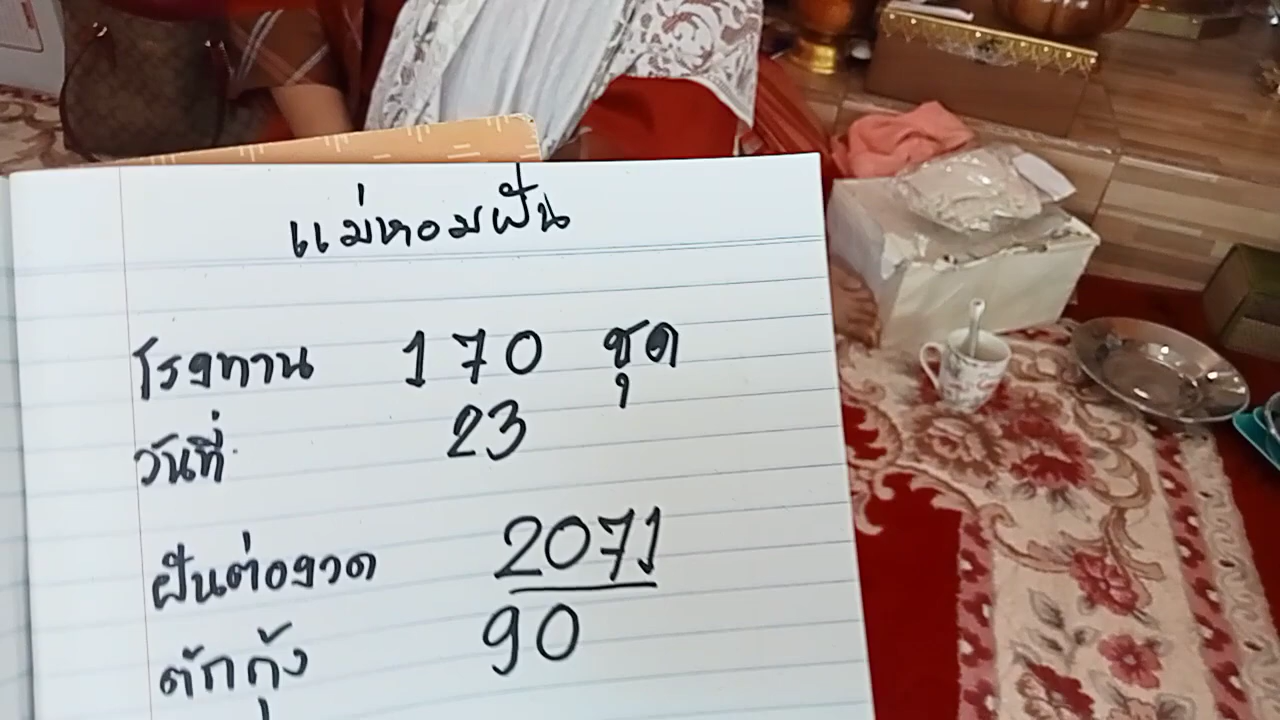 แม่หอมฝัน
โรงทาน 170 ชุด
วันที่ 23
ฝันต่องวด 2071
ตักกุ้ง 90